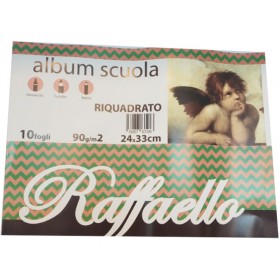 album scuola
RIQUADRATO
10 fogli
90g/m2
24x33cm
Raffaello